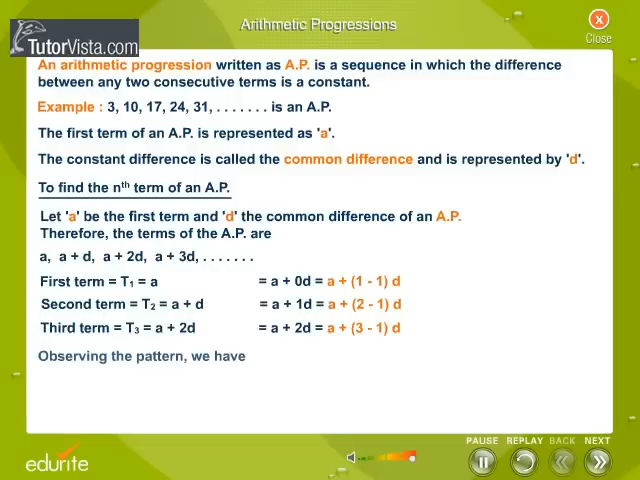 Arithmetic Progressions
Close
TutorVista.com
An arithmetic progression written as A.P. is a sequence in which the difference
between any two consecutive terms is a constant.
Example : 3, 10, 17, 24, 31, . . . . . . . is an A.P.
The first term of an A.P. is represented as 'a'.
The constant difference is called the common difference and is represented by 'd'.
To find the nth term of an A.P.
Let 'a' be the first term and 'd' the common difference of an A.P.
Therefore, the terms of the A.P. are
a, a + d, a + 2d, a + 3d, . . . . . . .
First term = T1 = a = a + 0d = a + (1 - 1) d
Second term = T2 = a + d = a + 1d = a + (2 - 1) d
Third term = T3 = a + 2d = a + 2d = a + (3 - 1) d
Observing the pattern, we have
PAUSE REPLAY BACK NEXT
edurite